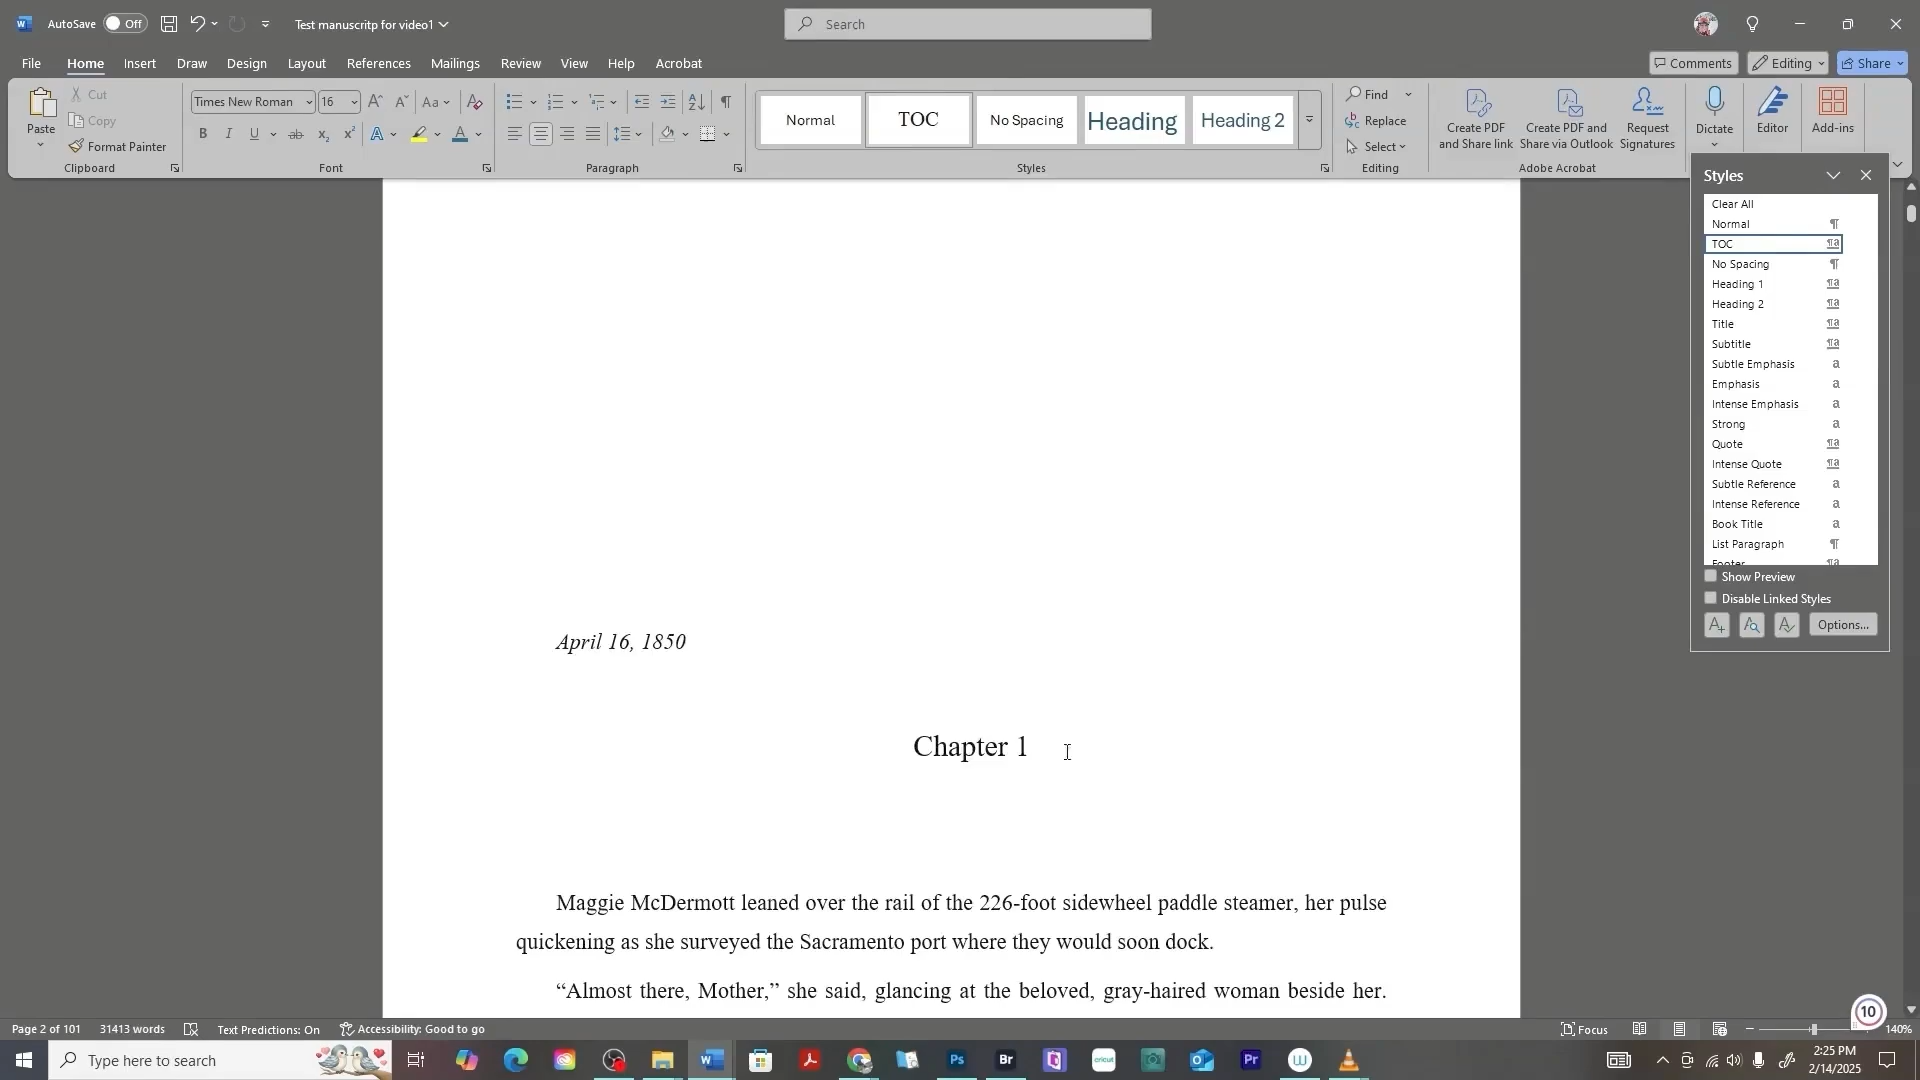 AutoSave Off Test manuscritp for video1 Search
File Home Insert Draw Design Layout References Mailings Review View Help Acrobat Comments Editing Share
Paste Cut Copy Format Painter Clipboard
Times New Roman 16 Aa Font
Paragraph
Normal TOC No Spacing Heading Heading 2 Styles
Find Replace Select Editing
Create PDF and Share link
Create PDF and Share via Outlook
Request Signatures
Adobe Acrobat
Dictate
Editor
Add-ins
Styles
Clear All
Normal
TOC
No Spacing
Heading 1
Heading 2
Title
Subtitle
Subtle Emphasis
Emphasis
Intense Emphasis
Strong
Quote
Intense Quote
Subtle Reference
Intense Reference
Book Title
List Paragraph
Footer
Show Preview
Disable Linked Styles
Options...
April 16, 1850
Chapter 1
Maggie McDermott leaned over the rail of the 226-foot sidewheel paddle steamer, her pulse
quickening as she surveyed the Sacramento port where they would soon dock.
“Almost there, Mother,” she said, glancing at the beloved, gray-haired woman beside her.
10
Page 2 of 101 31413 words Text Predictions: On Accessibility: Good to go Focus 140%
Type here to search
Ps Br cricut Pr
2:25 PM
2/14/2025